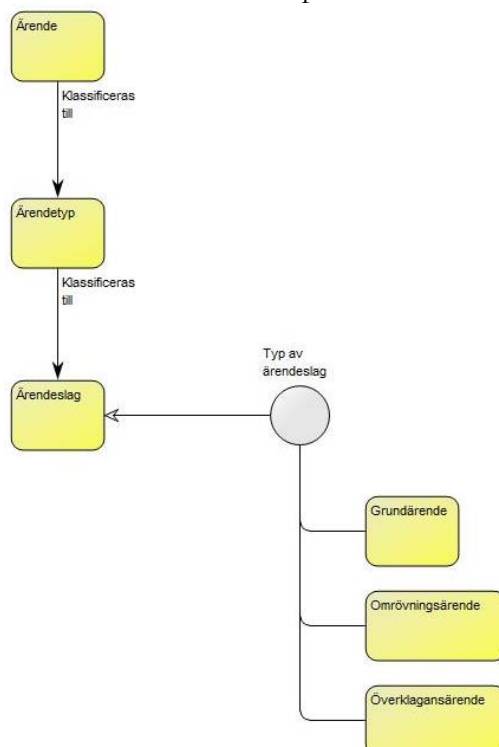 Ärende
Klassificeras
till
Ärendetyp
Klassificeras
till
Typ av
ärendeslag
Ärendeslag
Grundärende
Omrövningsärende
Överklagansärende